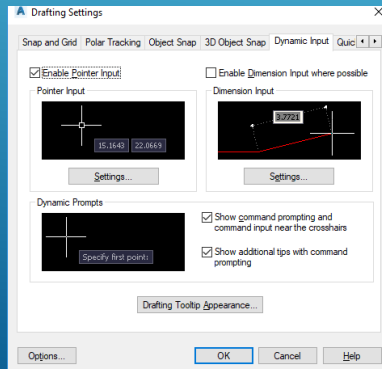 Drafting Settings
Snap and Grid Polar Tracking Object Snap 3D Object Snap Dynamic Input Quic
Enable Pointer Input
Enable Dimension Input where possible
Pointer Input
Dimension Input
15.1643 22.0669
3.7721
Settings...
Settings...
Dynamic Prompts
Specify first point:
Show command prompting and
command input near the crosshairs
Show additional tips with command
prompting
Drafting Tooltip Appearance...
Options...
OK
Cancel
Help